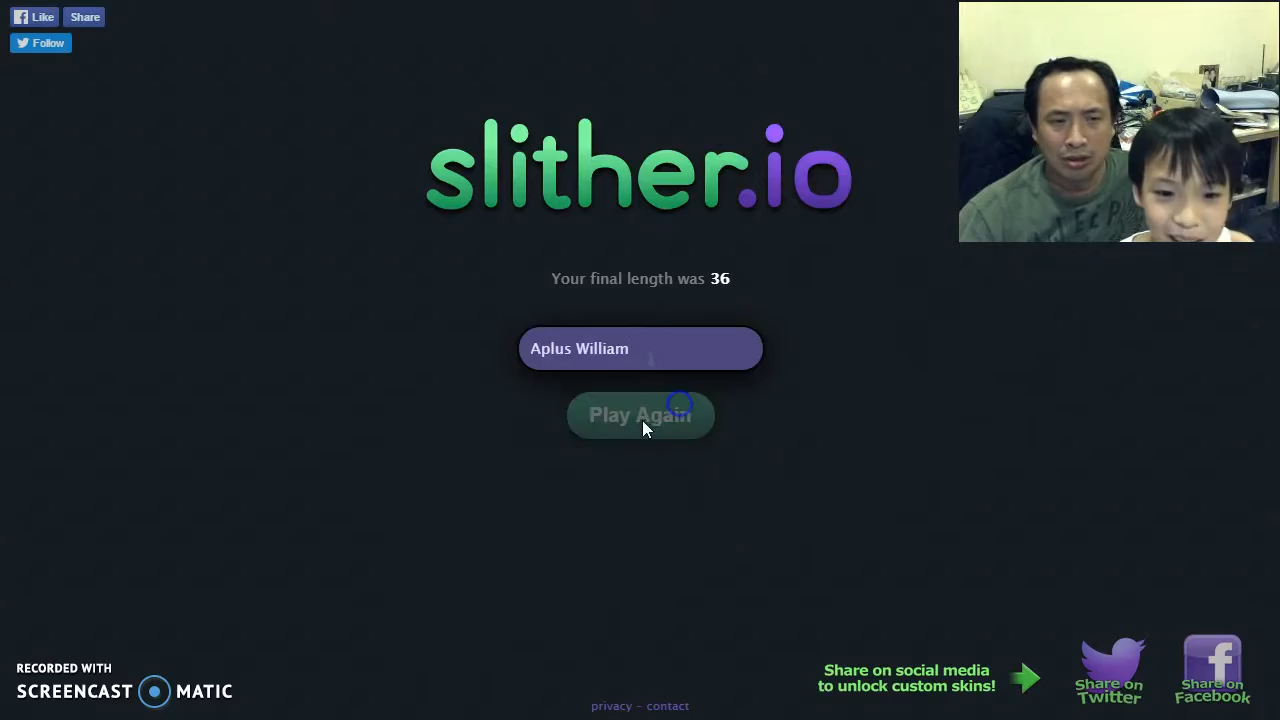 Like Share
Follow
slither.io
Your final length was 36
Aplus William
Play Again
RECORDED WITH
SCREENCAST MATIC
Share on social media
to unlock custom skins!
Share on
Twitter
Share on
Facebook
privacy - contact